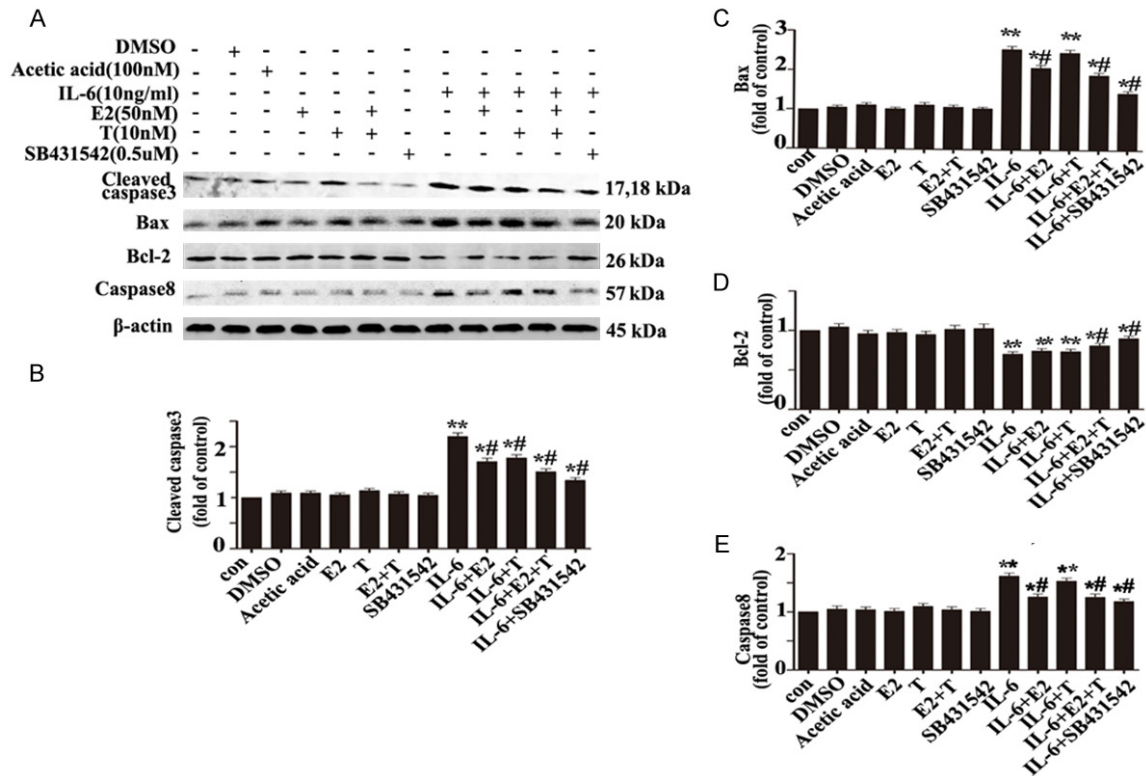 A
DMSO - + - - - - - - - - - -
Acetic acid(100nM) - - + - - - - - - - - -
IL-6(10ng/ml) - - - - - - - + + + + +
E2(50nM) - - - + - + - - + - + -
T(10nM) - - - - + + - - - + + -
SB431542(0.5uM) - - - - - - + - - - - +
Cleaved
caspase3 17,18 kDa
Bax 20 kDa
Bcl-2 26 kDa
Caspase8 57 kDa
β-actin 45 kDa
B
Cleaved caspase3
(fold of control)
2
1
0
** *# *# *# *#
con DMSO Acetic acid E2 T E2+T SB431542 IL-6 IL-6+E2 IL-6+T IL-6+E2+T IL-6+SB431542
C
Bax
(fold of control)
3
2
1
0
** *# ** *# *#
con DMSO Acetic acid E2 T E2+T SB431542 IL-6 IL-6+E2 IL-6+T IL-6+E2+T IL-6+SB431542
D
Bcl-2
(fold of control)
1
0
** ** ** *# *#
con DMSO Acetic acid E2 T E2+T SB431542 IL-6 IL-6+E2 IL-6+T IL-6+E2+T IL-6+SB431542
E
Caspase8
(fold of control)
2
1
0
** *# ** *# *#
con DMSO Acetic acid E2 T E2+T SB431542 IL-6 IL-6+E2 IL-6+T IL-6+E2+T IL-6+SB431542